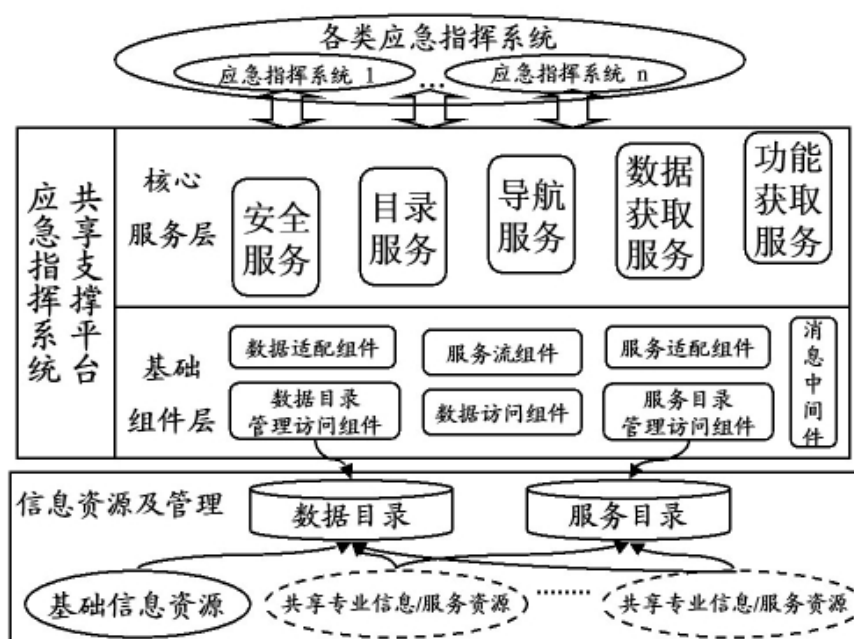 各类应急指挥系统
应急指挥系统 1
…
应急指挥系统 n
应急指挥系统
共享支撑平台
核心
服务层
安全
服务
目录
服务
导航
服务
数据
获取
服务
功能
获取
服务
基础
组件层
数据适配组件
服务流组件
服务适配组件
数据目录
管理访问组件
数据访问组件
服务目录
管理访问组件
消息中间件
信息资源及管理
数据目录
服务目录
基础信息资源
共享专业信息/服务资源
………
共享专业信息/服务资源